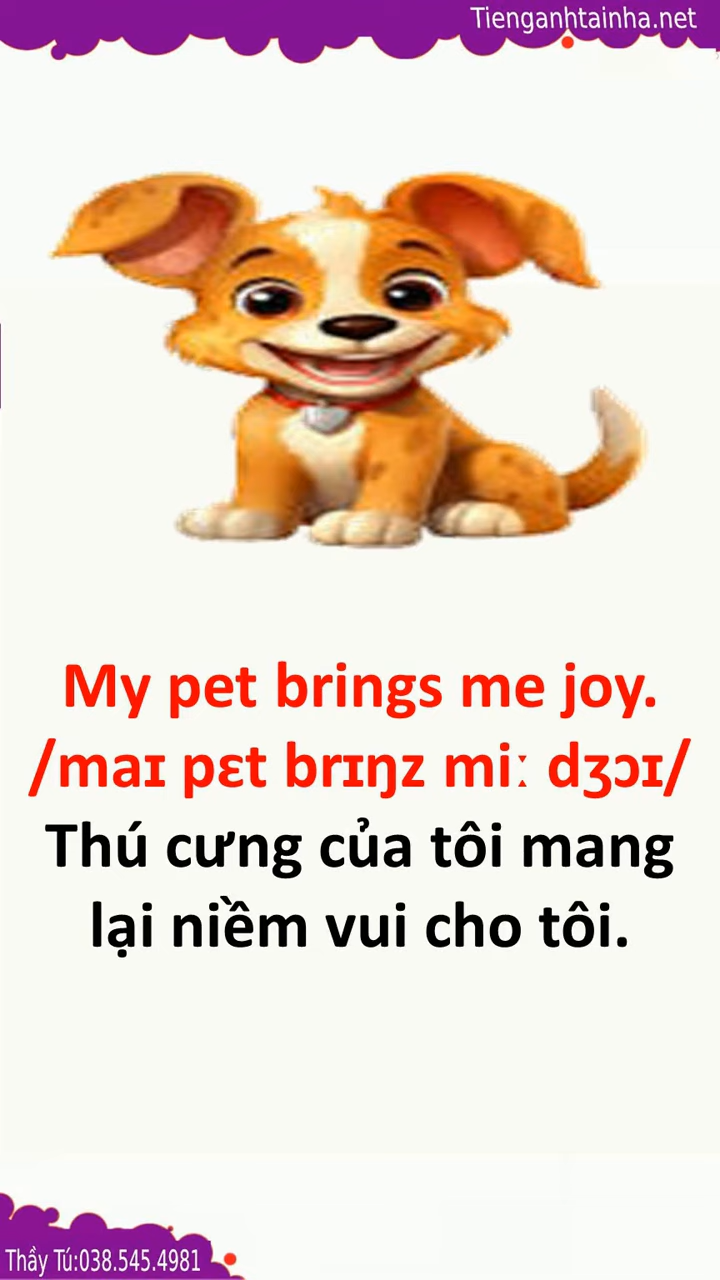 Tienganhtainha.net
My pet brings me joy.
/maɪ pɛt brɪŋz miː dʒɔɪ/
Thú cưng của tôi mang
lại niềm vui cho tôi.
Thầy Tú:038.545.4981